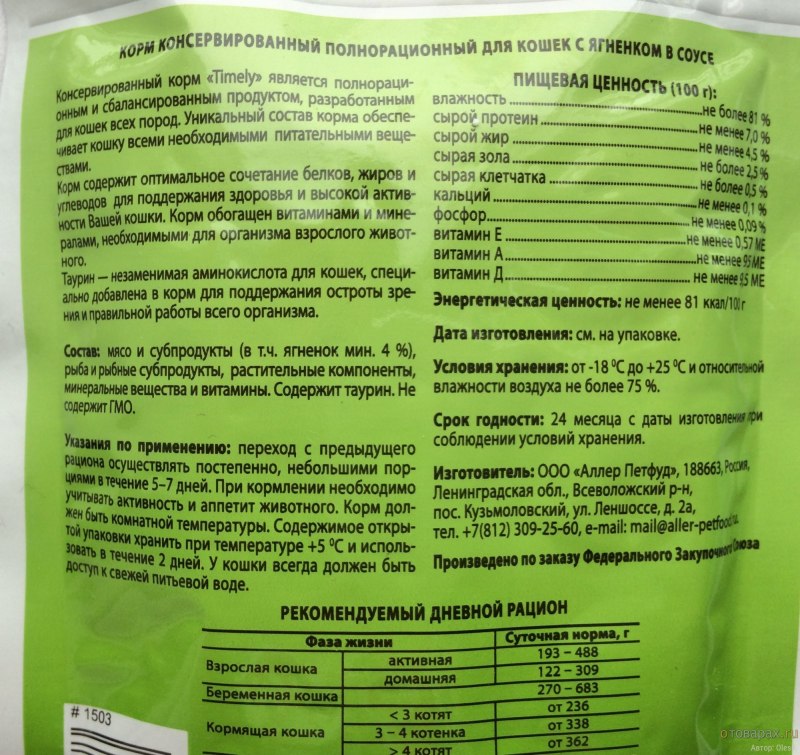 КОРМ КОНСЕРВИРОВАННЫЙ ПОЛНОРАЦИОННЫЙ ДЛЯ КОШЕК С ЯГНЕНКОМ В СОУСЕ
Консервированный корм «Timely» является полнораци-
онным и сбалансированным продуктом, разработанным
для кошек всех пород. Уникальный состав корма обеспе-
чивает кошку всеми необходимыми питательными веще-
ствами.
Корм содержит оптимальное сочетание белков, жиров и
углеводов для поддержания здоровья и высокой актив-
ности Вашей кошки. Корм обогащен витаминами и мине-
ралами, необходимыми для организма взрослого живот-
ного.
Таурин — незаменимая аминокислота для кошек, специ-
ально добавлена в корм для поддержания остроты зре-
ния и правильной работы всего организма.
Состав: мясо и субпродукты (в т.ч. ягненок мин. 4 %),
рыба и рыбные субпродукты, растительные компоненты,
минеральные вещества и витамины. Содержит таурин. Не
содержит ГМО.
Указания по применению: переход с предыдущего
рациона осуществлять постепенно, небольшими пор-
циями в течение 5–7 дней. При кормлении необходимо
учитывать активность и аппетит животного. Корм дол-
жен быть комнатной температуры. Содержимое откры-
той упаковки хранить при температуре +5 ⁰С и исполь-
зовать в течение 2 дней. У кошки всегда должен быть
доступ к свежей питьевой воде.
ПИЩЕВАЯ ЦЕННОСТЬ (100 г):
влажность ... не более 81 %
сырой протеин ... не менее 7,0 %
сырой жир ... не менее 4,5 %
сырая зола ... не более 2,5 %
сырая клетчатка ... не более 0,5 %
кальций ... не менее 0,1 %
фосфор ... не менее 0,09 %
витамин Е ... не менее 0,57 МЕ
витамин А ... не менее 95 МЕ
витамин Д ... не менее 9,5 МЕ
Энергетическая ценность: не менее 81 ккал/100 г
Дата изготовления: см. на упаковке.
Условия хранения: от -18 ⁰С до +25 ⁰С и относительной
влажности воздуха не более 75 %.
Срок годности: 24 месяца с даты изготовления при
соблюдении условий хранения.
Изготовитель: ООО «Аллер Петфуд», 188663, Россия,
Ленинградская обл., Всеволожский р-н,
пос. Кузьмоловский, ул. Леншоссе, д. 2а,
тел. +7(812) 309-25-60, e-mail: mail@aller-petfood.ru
Произведено по заказу Федерального Закупочного Союза
РЕКОМЕНДУЕМЫЙ ДНЕВНОЙ РАЦИОН
Фаза жизни Суточная норма, г
Взрослая кошка активная 193 – 488
домашняя 122 – 309
Беременная кошка 270 – 683
Кормящая кошка < 3 котят от 236
3 – 4 котенка от 338
> 4 котят от 362
# 1503
отоварах.ru
Автор: Oles